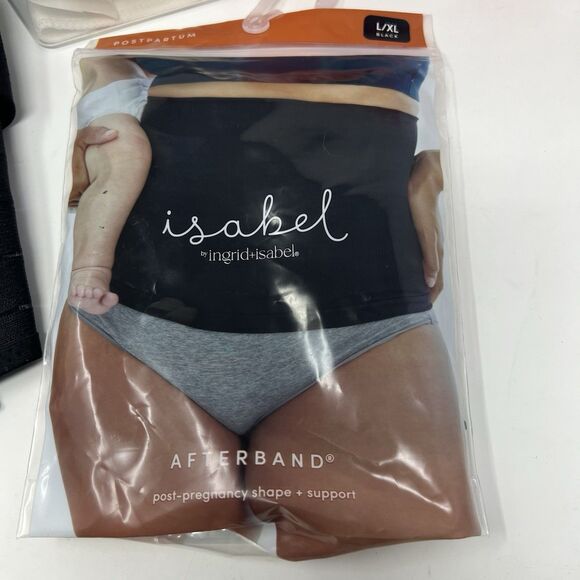 POSTPARTUM
L/XL
BLACK
isabel
by ingrid+isabel®
AFTERBAND®
post-pregnancy shape + support